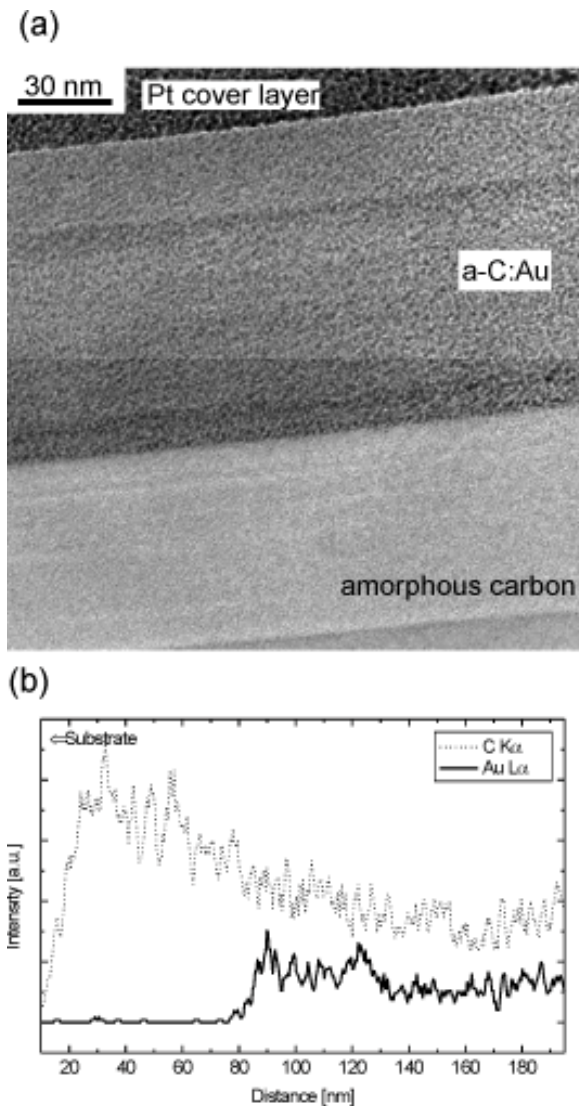 (a)
30 nm
Pt cover layer
a-C:Au
amorphous carbon
(b)
⇐Substrate
C Kα
Au Lα
Intensity [a.u.]
20 40 60 80 100 120 140 160 180
Distance [nm]